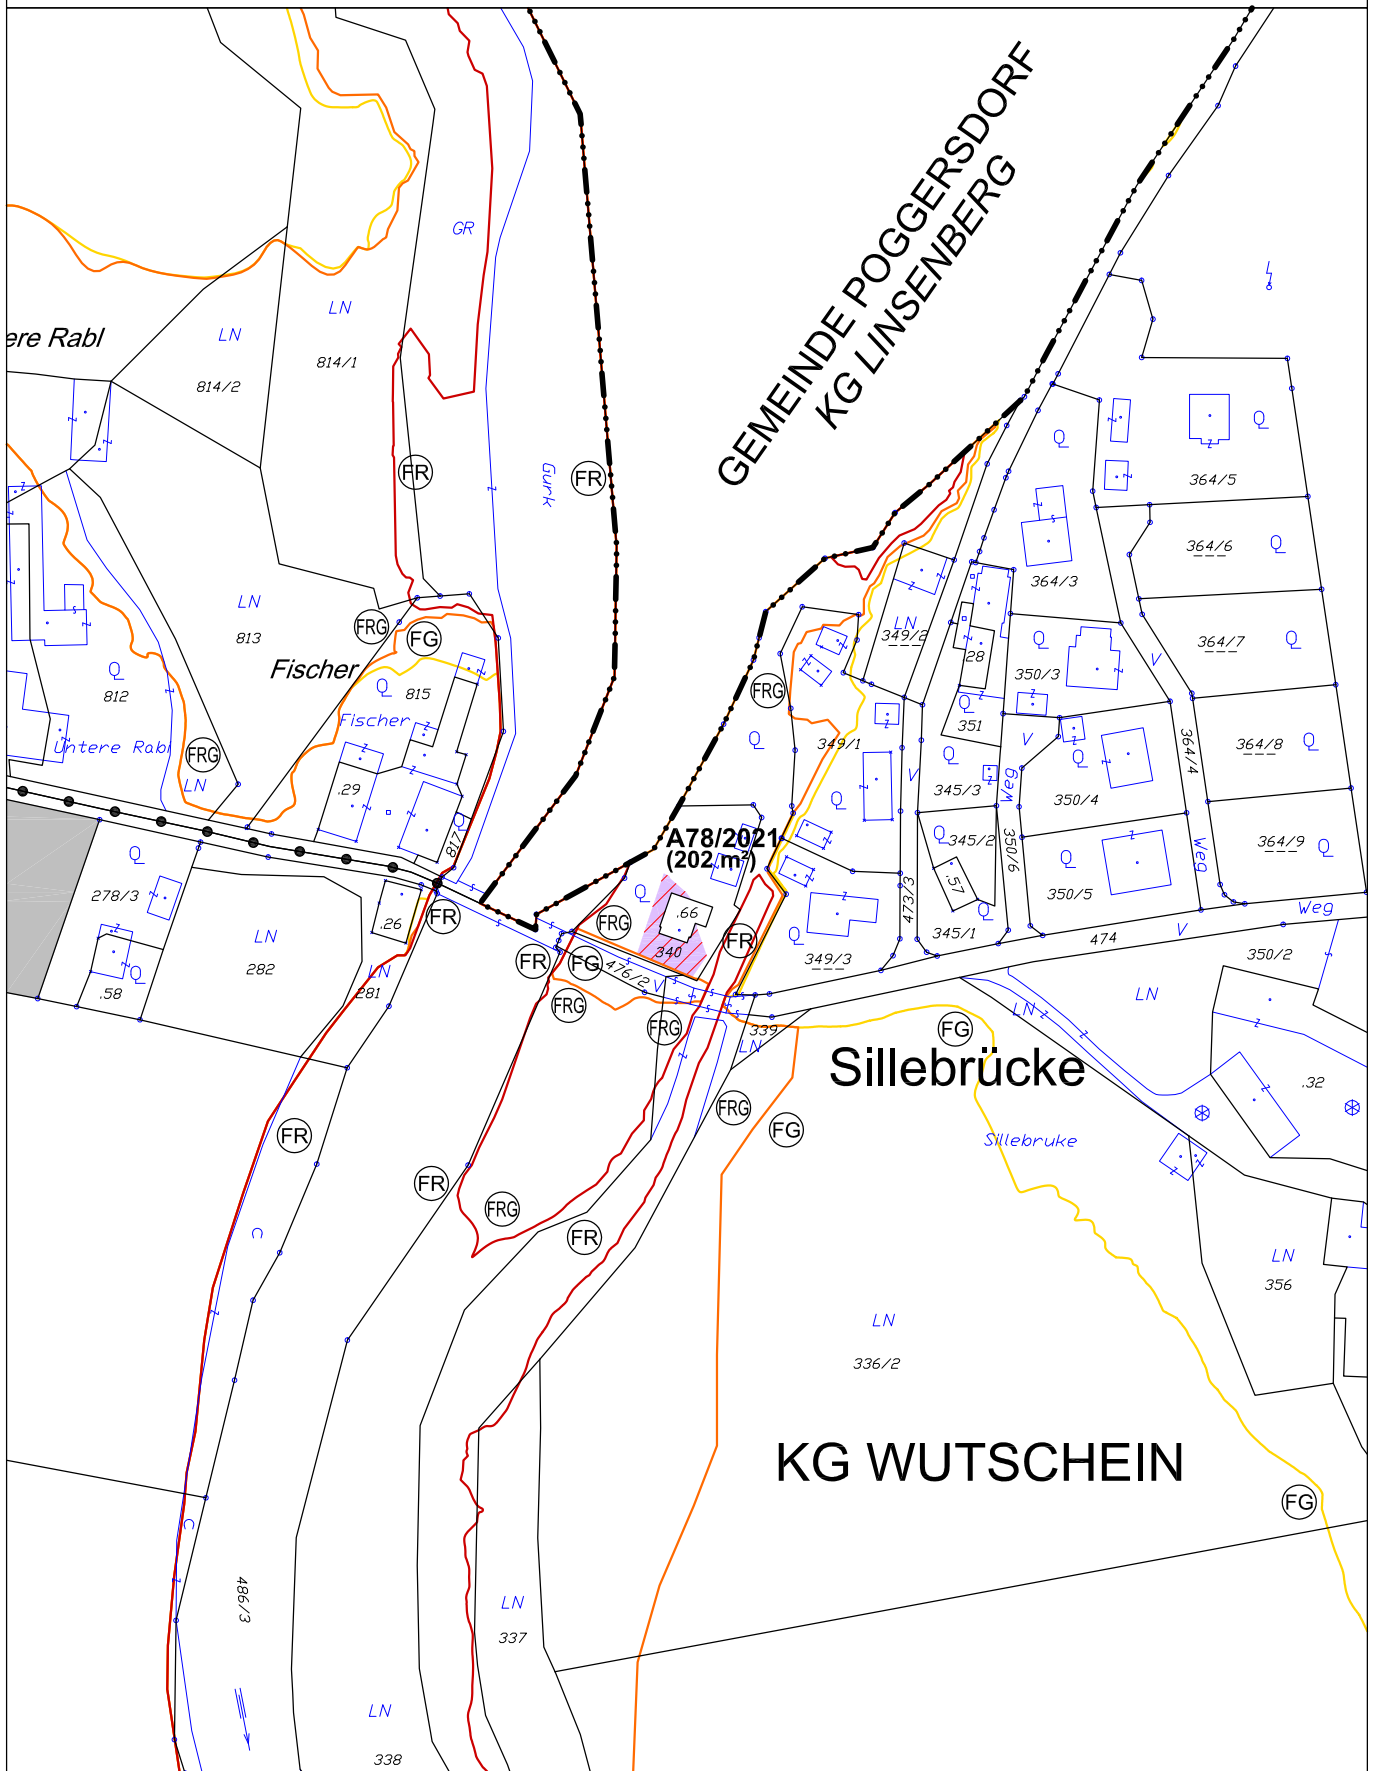 GEMEINDE POGGERSDORF
KG LINSENBERG
GR
LN
814/1
LN
814/2
ere Rabl
FR
Gurk
FR
Q
364/5
364/6
Q
364/3
Q
LN
813
FRG
FG
Fischer
Q
815
Fischer
Q
812
Untere Rabl
FRG
LN
.29
817
Q
LN
349/2
28
Q
350/3
364/7
Q
V
FRG
Q
351
349/1
Q
V
345/3
Q
V
Weg
364/4
364/8
Q
Q
350/4
A78/2021
(202 m²)
Q
345/2
350/6
Weg
364/9
Q
Q
278/3
.57
Q
350/5
Q
.66
FRG
340
FR
473/3
345/1
Q
474
V
Weg
.26
FR
LN
282
Q
.58
LN
281
FR
FG
476/2
V
FRG
FRG
Q
349/3
350/2
LN
LN
339
LN
FG
Sillebrücke
.32
FRG
FG
Sillebruke
FR
FR
FRG
FR
C
LN
356
LN
336/2
KG WUTSCHEIN
FG
C
486/3
LN
337
LN
338